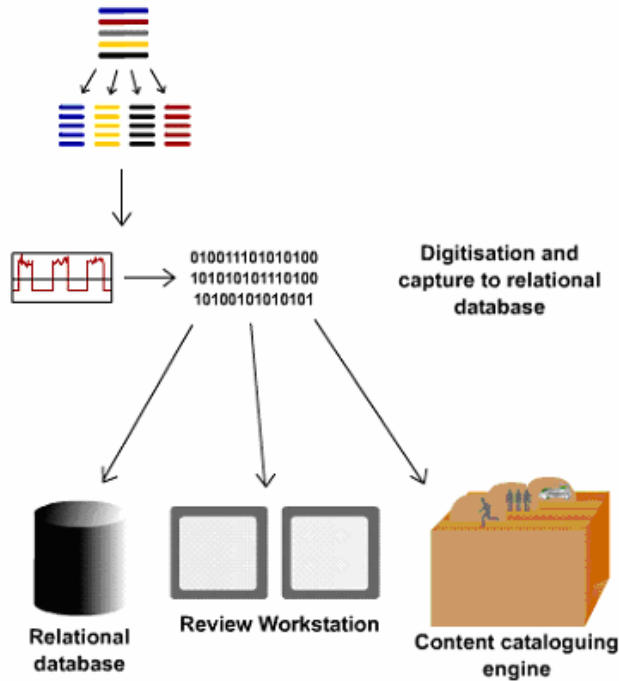 010011101010100
101010101110100
10100101010101
Digitisation and
capture to relational
database
Relational
database
Review Workstation
Content cataloguing
engine